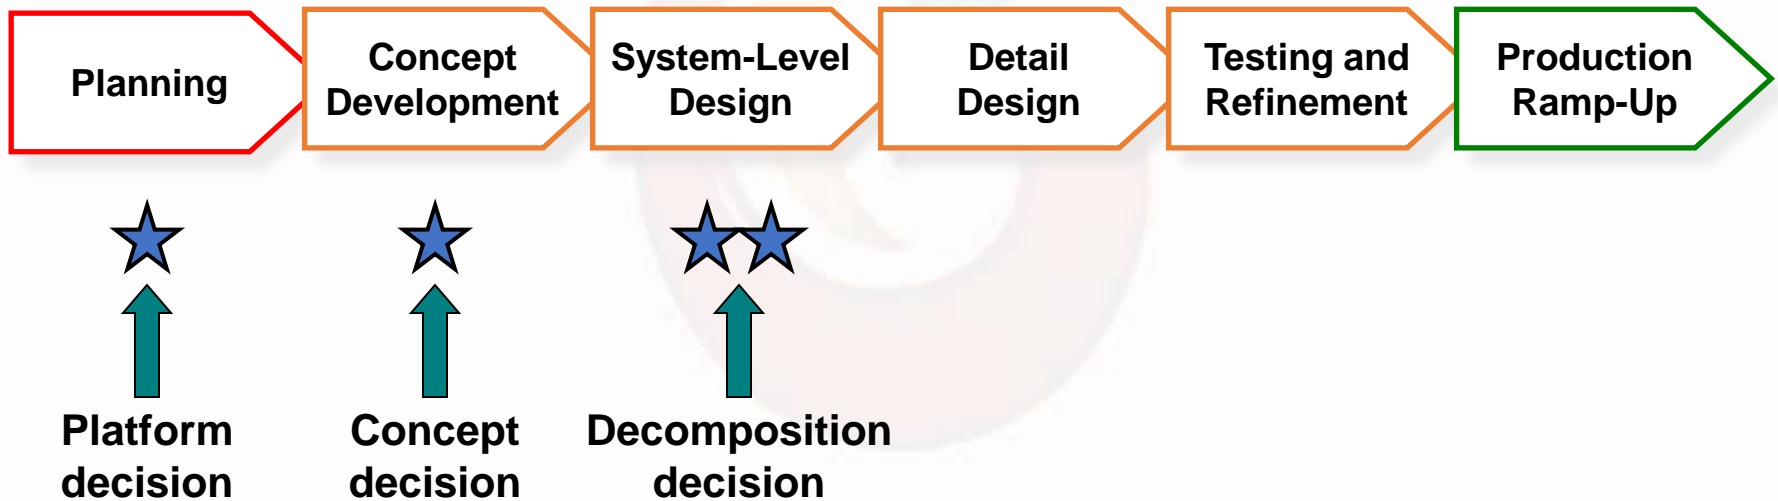 Planning
Concept
Development
System-Level
Design
Detail
Design
Testing and
Refinement
Production
Ramp-Up
Platform
decision
Concept
decision
Decomposition
decision